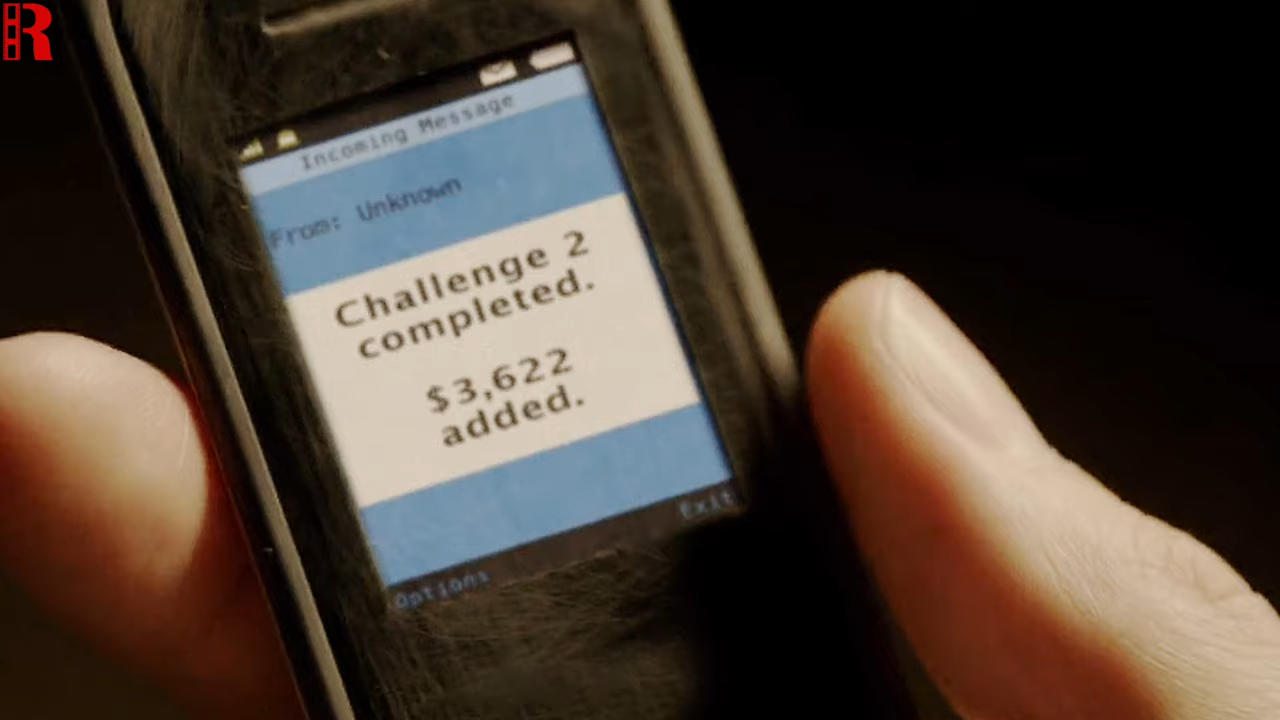 R
Incoming Message
From: Unknown
Challenge 2
completed.
$3,622
added.
Options
Exit